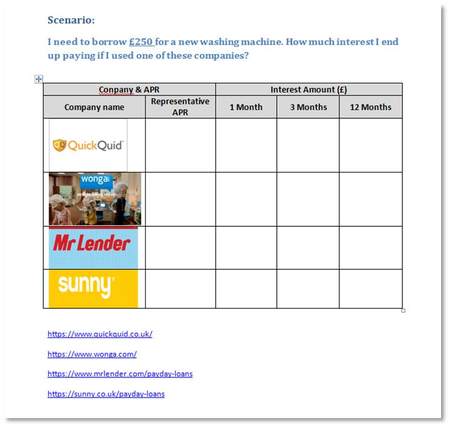 Scenario:
I need to borrow £250 for a new washing machine. How much interest I end
up paying if I used one of these companies?
Conpany & APR Interest Amount (£)
Company name Representative APR 1 Month 3 Months 12 Months
QuickQuid
wonga
Mr Lender
sunny
https://www.quickquid.co.uk/
https://www.wonga.com/
https://www.mrlender.com/payday-loans
https://sunny.co.uk/payday-loans